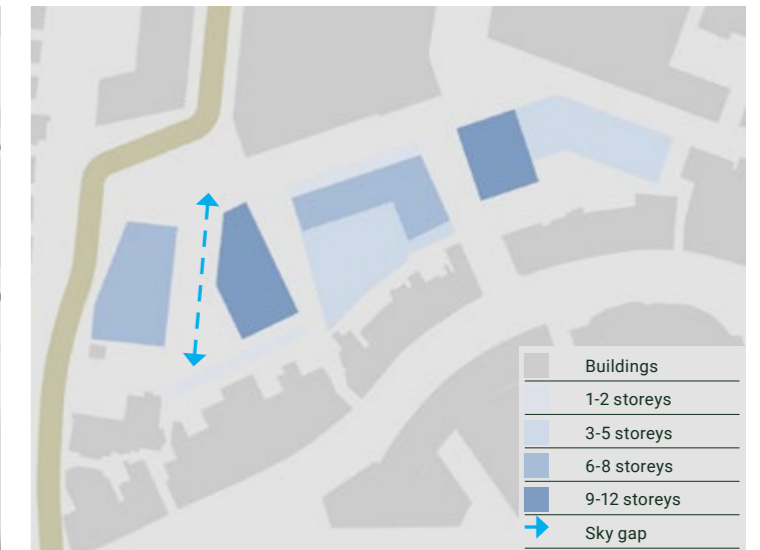 Buildings
1-2 storeys
3-5 storeys
6-8 storeys
9-12 storeys
Sky gap